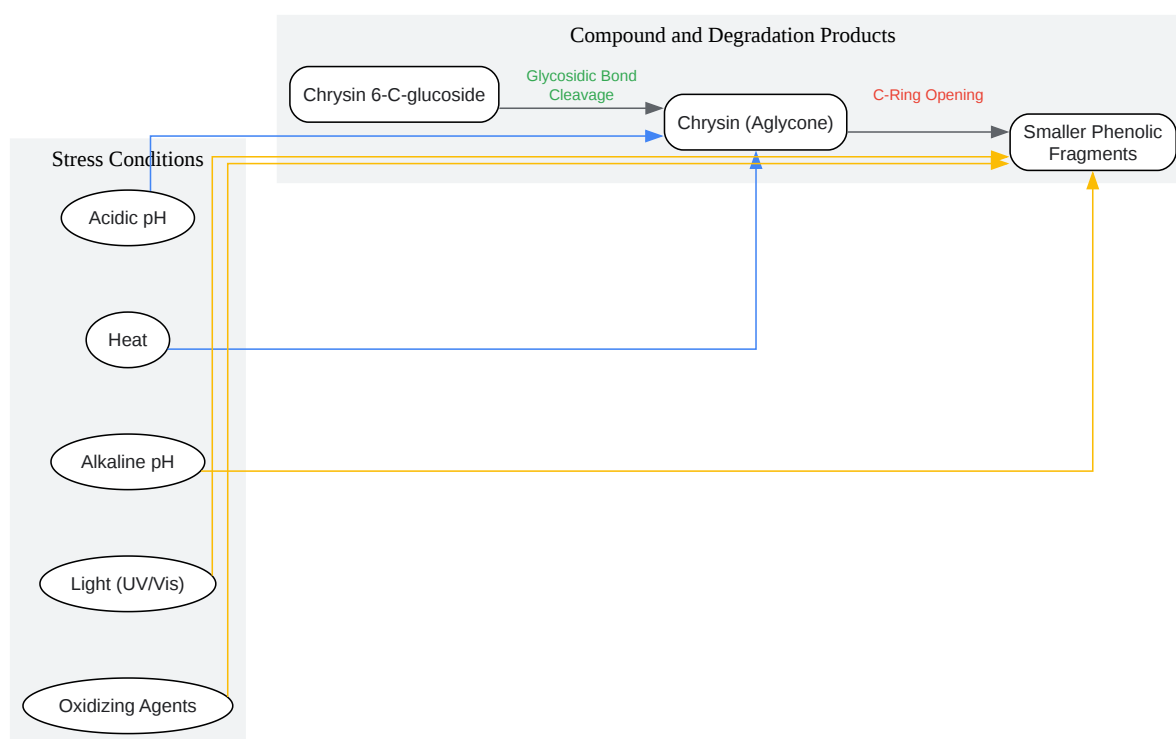 Compound and Degradation Products
Chrysin 6-C-glucoside
Glycosidic Bond
Cleavage
Chrysin (Aglycone)
C-Ring Opening
Smaller Phenolic
Fragments
Stress Conditions
Acidic pH
Heat
Alkaline pH
Light (UV/Vis)
Oxidizing Agents